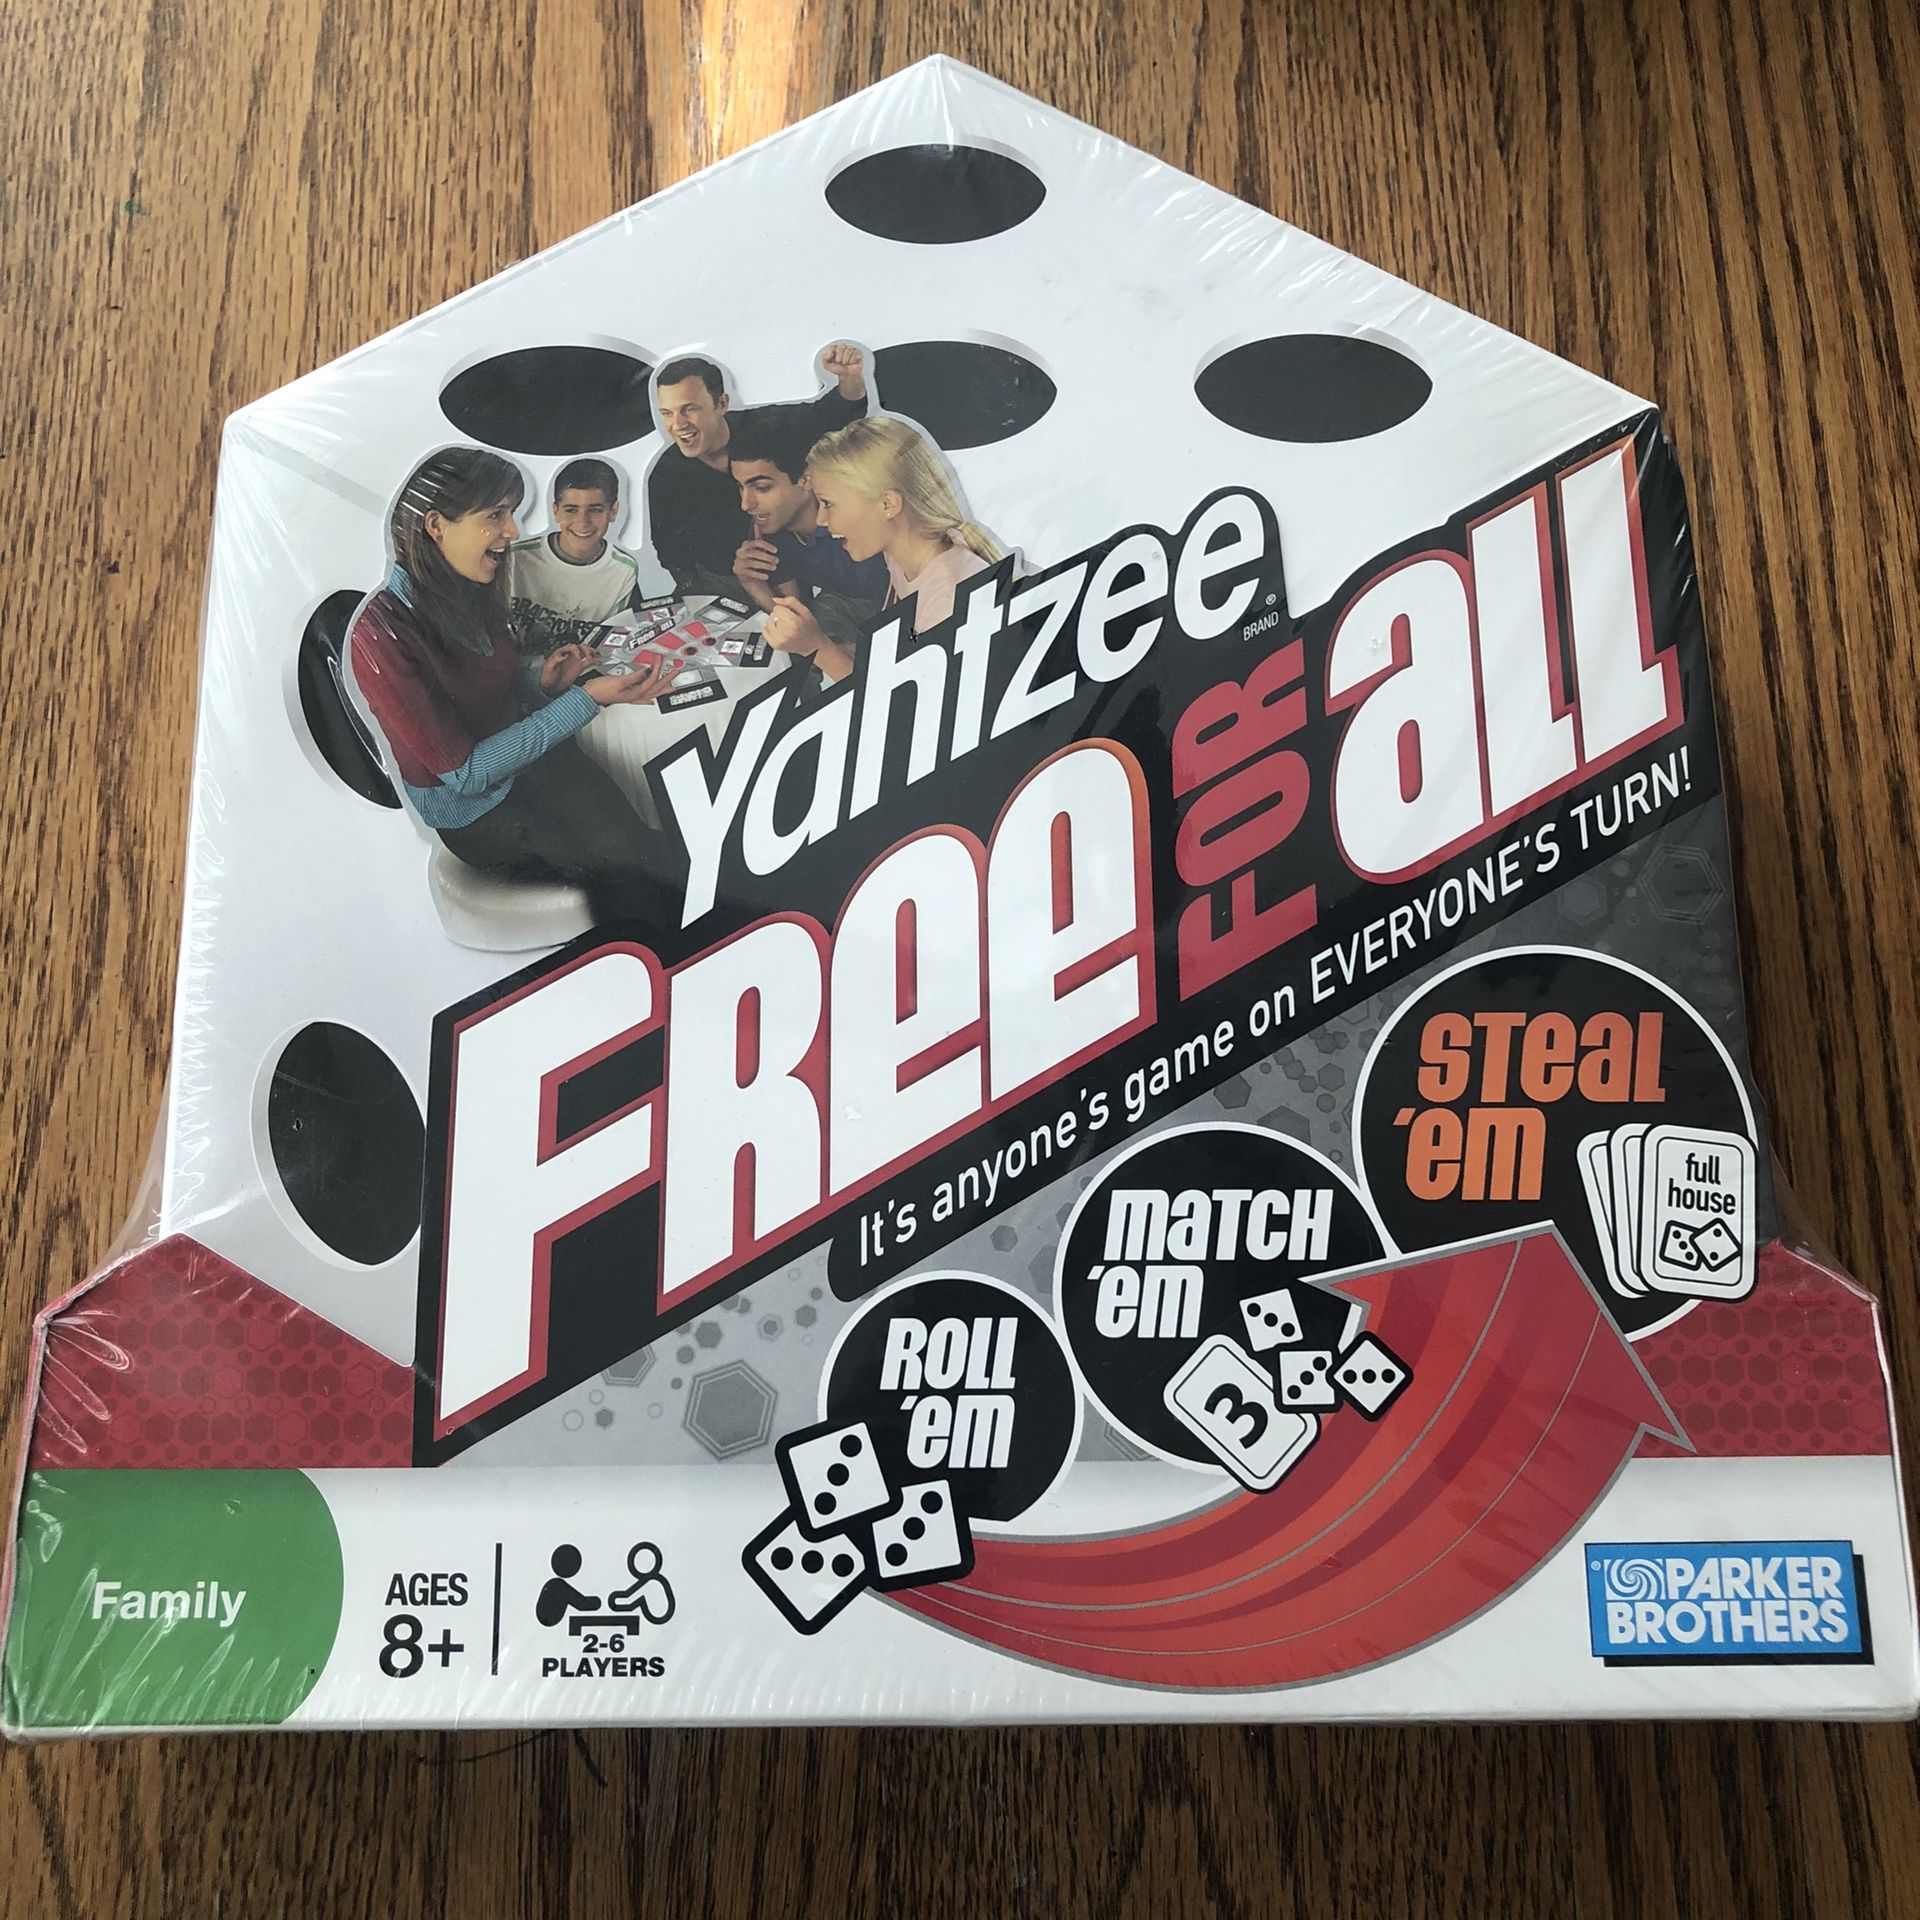 Yahtzee®
BRAND
FREE FOR all
It's anyone's game on EVERYONE'S TURN!
STEAL
'em
full
house
MATCH
'em
3
ROLL
'em
Family
AGES
8+
2-6
PLAYERS
PARKER
BROTHERS